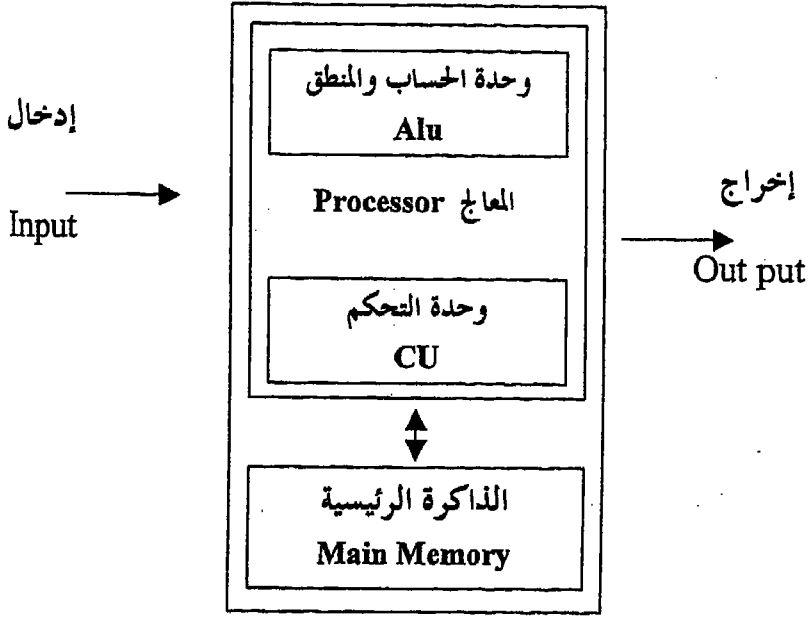 وحدة الحساب والمنطق
Alu
إدخال
Input
المعالج Processor
إخراج
Out put
وحدة التحكم
CU
الذاكرة الرئيسية
Main Memory